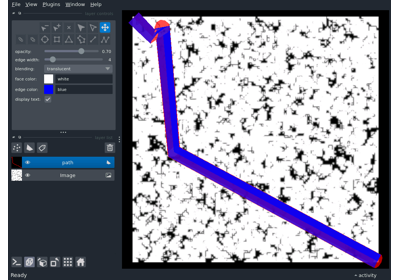 File View Plugins Window Help
opacity: 0.70
edge width: 4
blending: translucent
face color: white
edge color: blue
display text: ✓
path
Image
Ready
activity